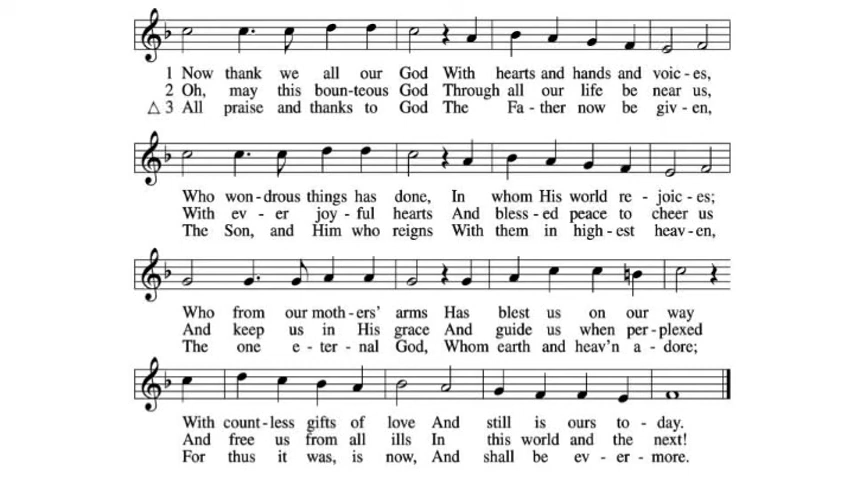 1 Now thank we all our God With hearts and hands and voic - es,
2 Oh, may this boun-teous God Through all our life be near us,
△ 3 All praise and thanks to God The Fa - ther now be giv - en,
Who won - drous things has done, In whom His world re - joic - es;
With ev - er joy - ful hearts And bless - ed peace to cheer us
The Son, and Him who reigns With them in high - est heav - en,
Who from our moth - ers' arms Has blest us on our way
And keep us in His grace And guide us when per - plexed
The one e - ter - nal God, Whom earth and heav'n a - dore;
With count - less gifts of love And still is ours to - day.
And free us from all ills In this world and the next!
For thus it was, is now, And shall be ev - er - more.